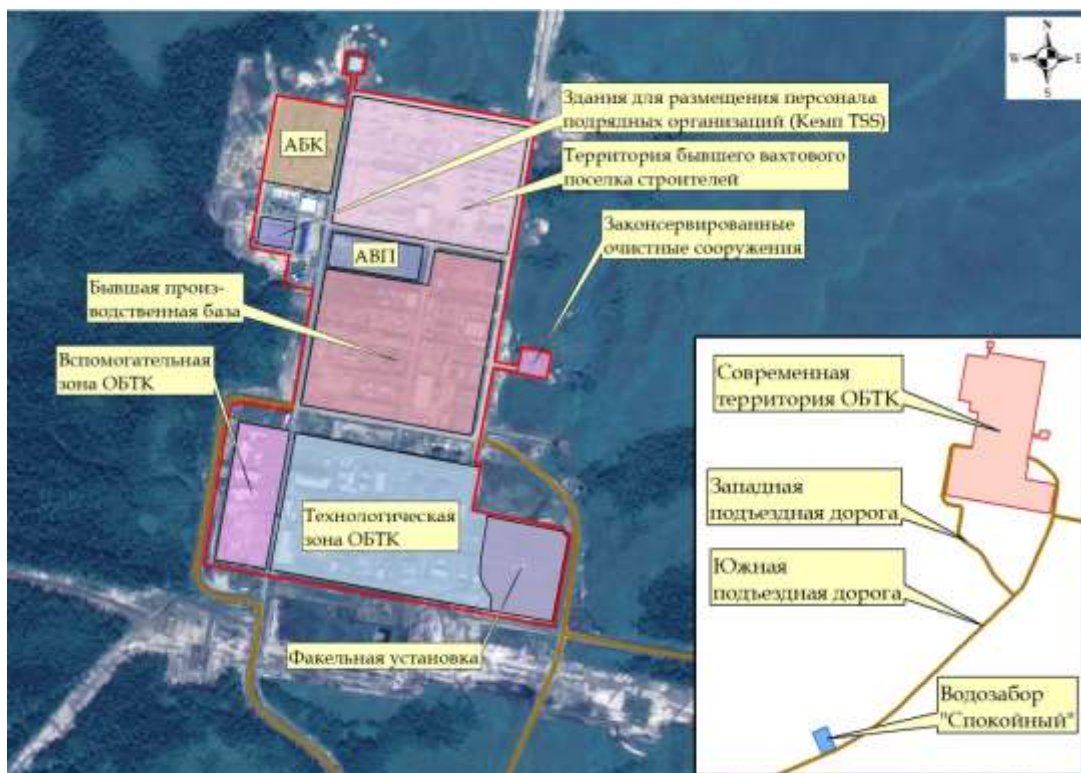 N
W
E
S
Здания для размещения персонала
подрядных организаций (Кемп TSS)
АБК
Территория бывшего вахтового
поселка строителей
Законсервированные
очистные сооружения
АВП
Бывшая произ-
водственная база
Вспомогательная
зона ОБТК
Технологическая
зона ОБТК
Факельная установка
Современная
территория ОБТК
Западная
подъездная дорога
Южная
подъездная дорога
Водозабор
"Спокойный"